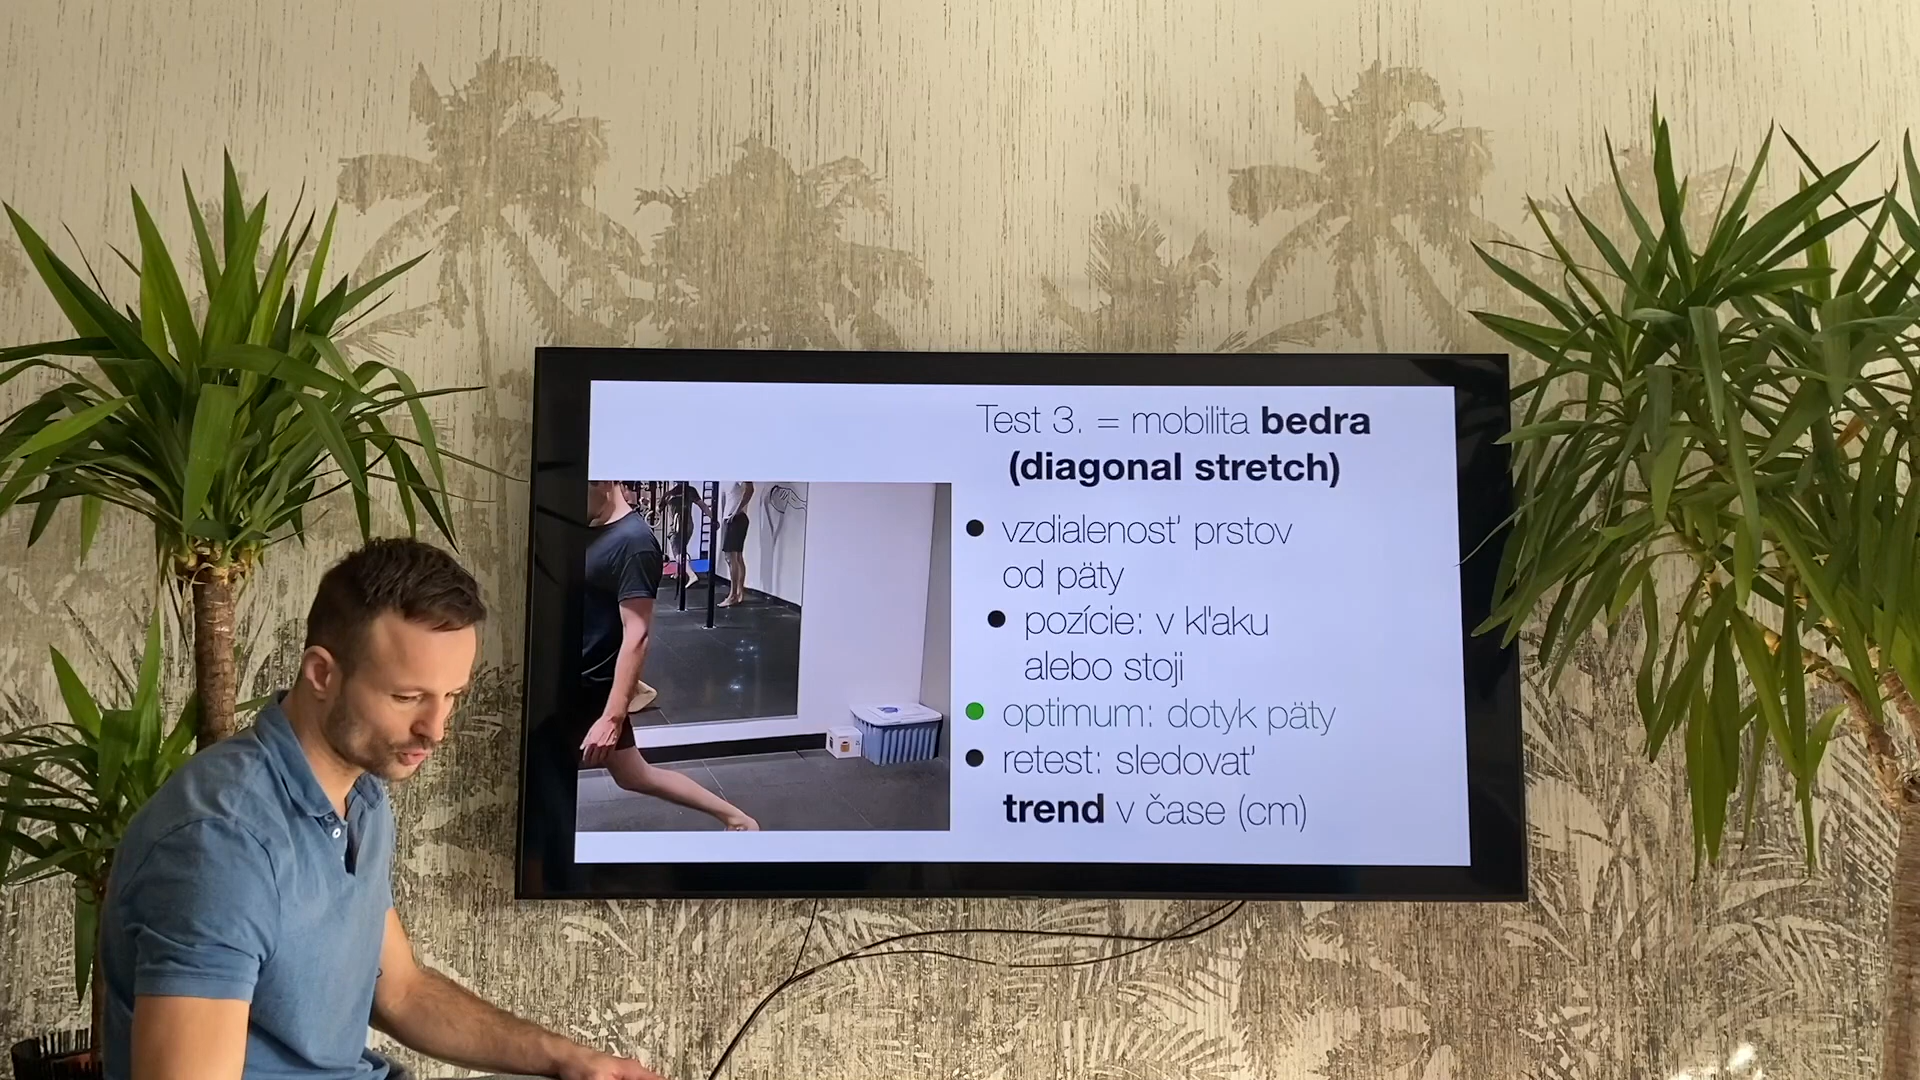 Test 3. = mobilita bedra
(diagonal stretch)
vzdialenosť prstov
od päty
pozície: v kľaku
alebo stoji
optimum: dotyk päty
retest: sledovať
trend v čase (cm)